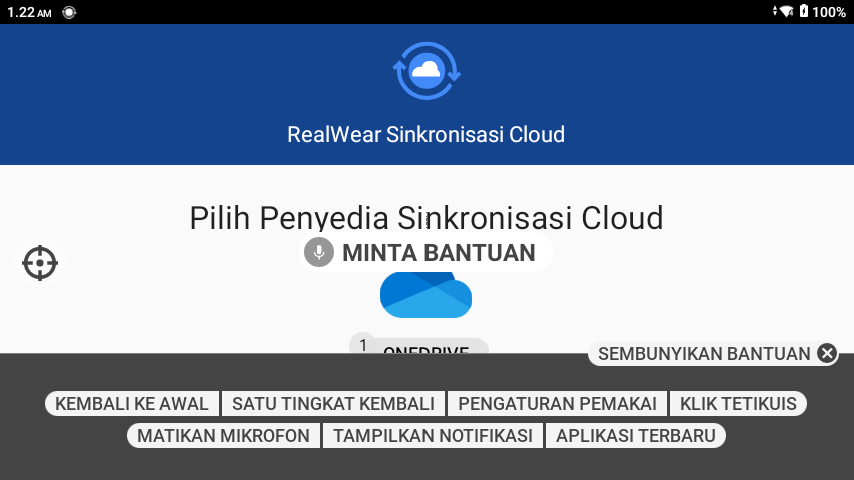 1.22 AM
100%
RealWear Sinkronisasi Cloud
Pilih Penyedia Sinkronisasi Cloud
MINTA BANTUAN
1
ONEDRIVE
SEMBUNYIKAN BANTUAN
KEMBALI KE AWAL SATU TINGKAT KEMBALI PENGATURAN PEMAKAI KLIK TETIKUIS
MATIKAN MIKROFON TAMPILKAN NOTIFIKASI APLIKASI TERBARU